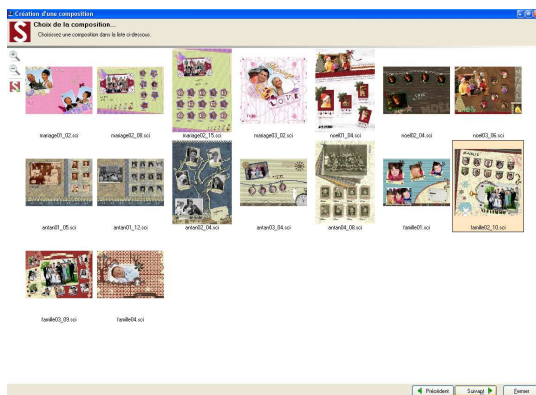 Création d'une composition
Choix de la composition...
Choisissez une composition dans la liste ci-dessous.
mariage01_02.sci
mariage02_08.sci
mariage02_15.sci
mariage03_02.sci
noel01_04.sci
noel02_04.sci
noel03_06.sci
antan01_05.sci
antan01_12.sci
antan02_04.sci
antan03_04.sci
antan04_08.sci
famille01.sci
famille02_10.sci
famille03_09.sci
famille04.sci
Précédent
Suivant
Fermer